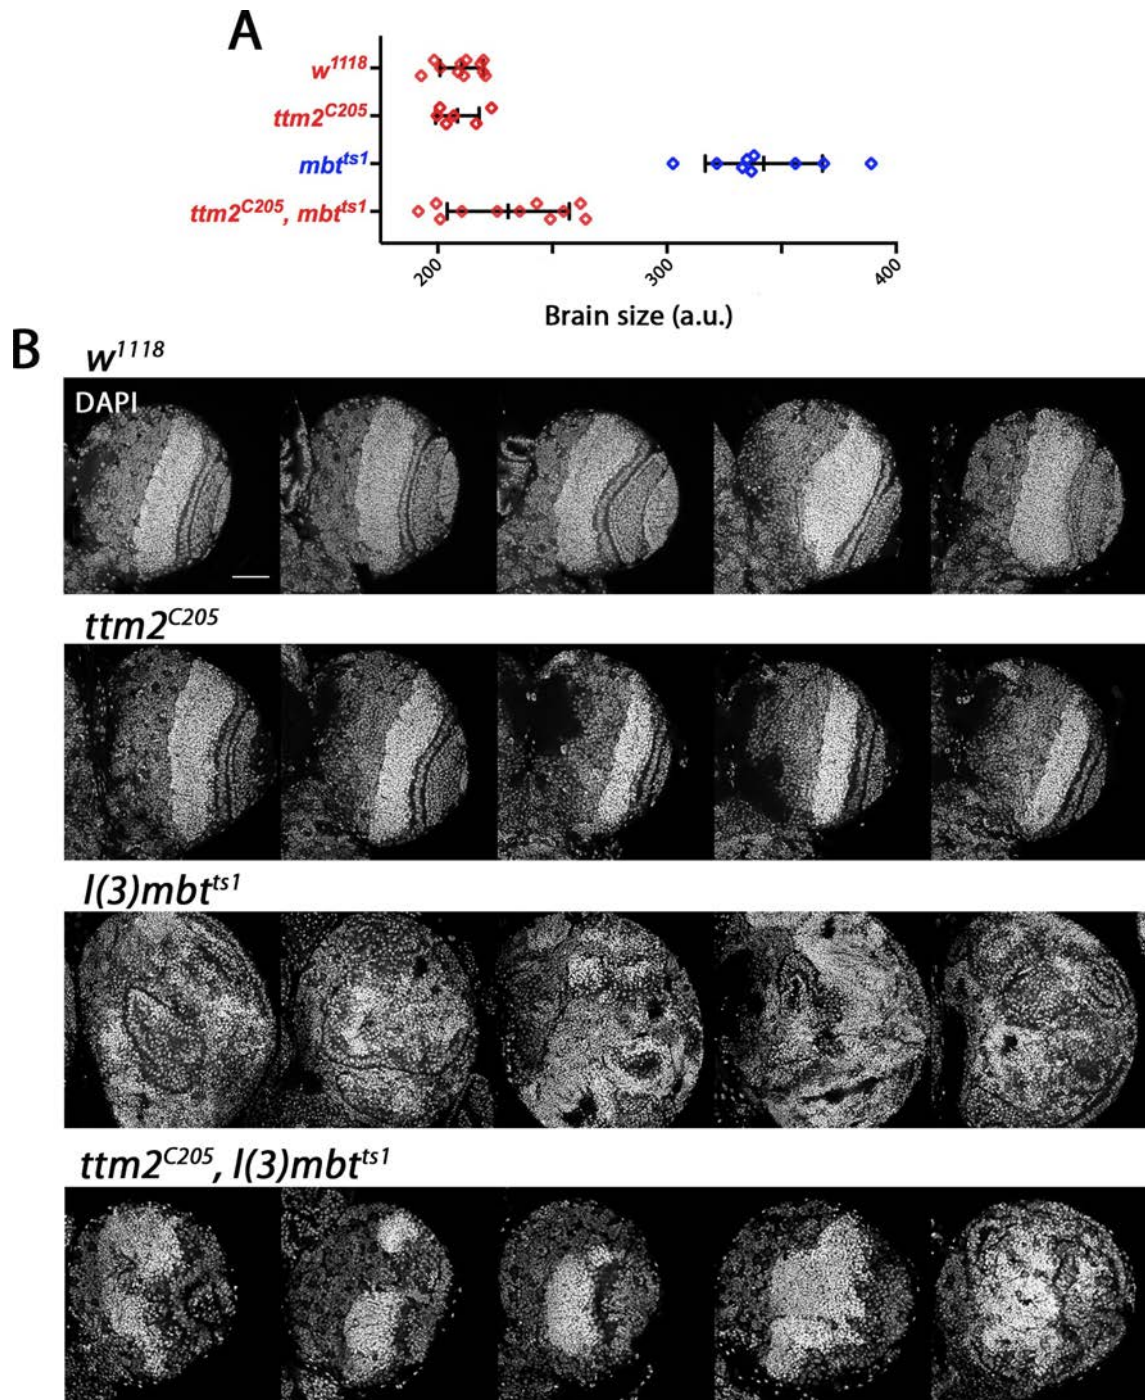 A
w¹¹¹⁸
ttm2ᶜ²⁰⁵
mbtᵗˢ¹
ttm2ᶜ²⁰⁵, mbtᵗˢ¹
200 300 400
Brain size (a.u.)
B
w¹¹¹⁸
DAPI
ttm2ᶜ²⁰⁵
l(3)mbtᵗˢ¹
ttm2ᶜ²⁰⁵, l(3)mbtᵗˢ¹